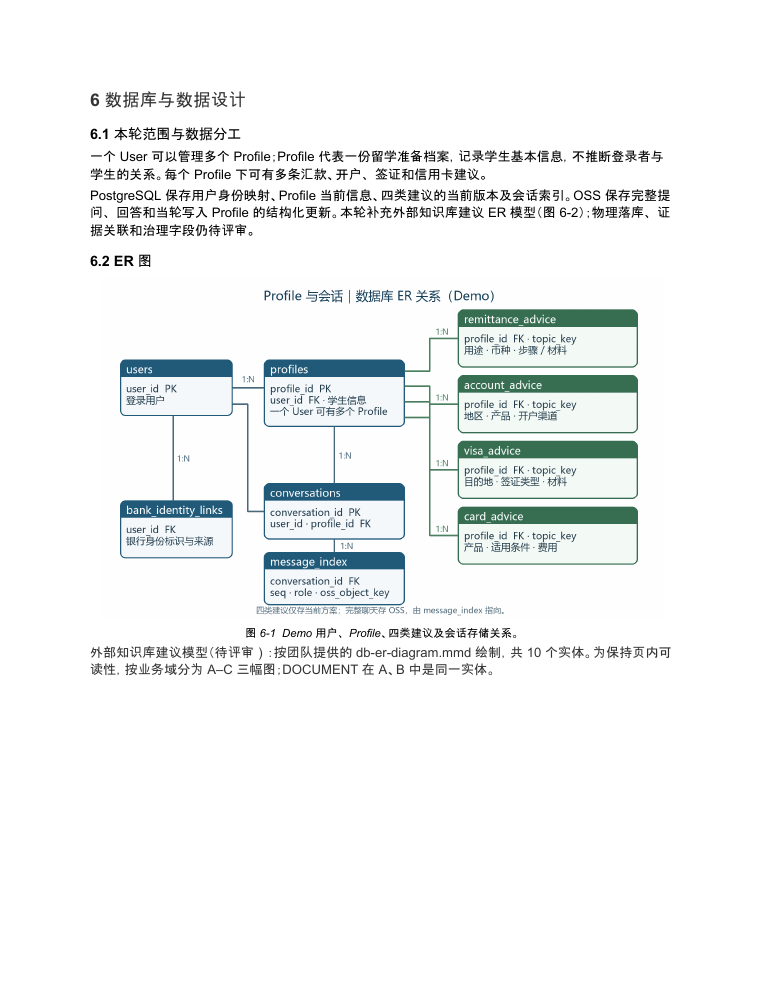 6 数据库与数据设计
6.1 本轮范围与数据分工
一个 User 可以管理多个 Profile；Profile 代表一份留学准备档案，记录学生基本信息，不推断登录者与
学生的关系。每个 Profile 下可有多条汇款、开户、签证和信用卡建议。
PostgreSQL 保存用户身份映射、Profile 当前信息、四类建议的当前版本及会话索引。OSS 保存完整提
问、回答和当轮写入 Profile 的结构化更新。本轮补充外部知识库建议 ER 模型（图 6-2）；物理落库、证
据关联和治理字段仍待评审。
6.2 ER 图
Profile 与会话｜数据库 ER 关系（Demo）
users
user_id PK
登录用户
1:N
profiles
profile_id PK
user_id FK · 学生信息
一个 User 可有多个 Profile
1:N
remittance_advice
profile_id FK · topic_key
用途 · 币种 · 步骤 / 材料
1:N
account_advice
profile_id FK · topic_key
地区 · 产品 · 开户渠道
1:N
visa_advice
profile_id FK · topic_key
目的地 · 签证类型 · 材料
1:N
card_advice
profile_id FK · topic_key
产品 · 适用条件 · 费用
1:N
bank_identity_links
user_id FK
银行身份标识与来源
1:N
conversations
conversation_id PK
user_id · profile_id FK
1:N
message_index
conversation_id FK
seq · role · oss_object_key
四类建议仅存当前方案；完整聊天存 OSS，由 message_index 指向。
图 6-1 Demo 用户、Profile、四类建议及会话存储关系。
外部知识库建议模型（待评审）：按团队提供的 db-er-diagram.mmd 绘制，共 10 个实体。为保持页内可
读性，按业务域分为 A–C 三幅图；DOCUMENT 在 A、B 中是同一实体。